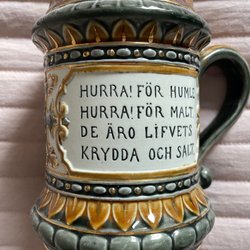 HURRA! FÖR HUMLE
HURRA! FÖR MALT
DE ÄRO LIFVETS
KRYDDA OCH SALT.